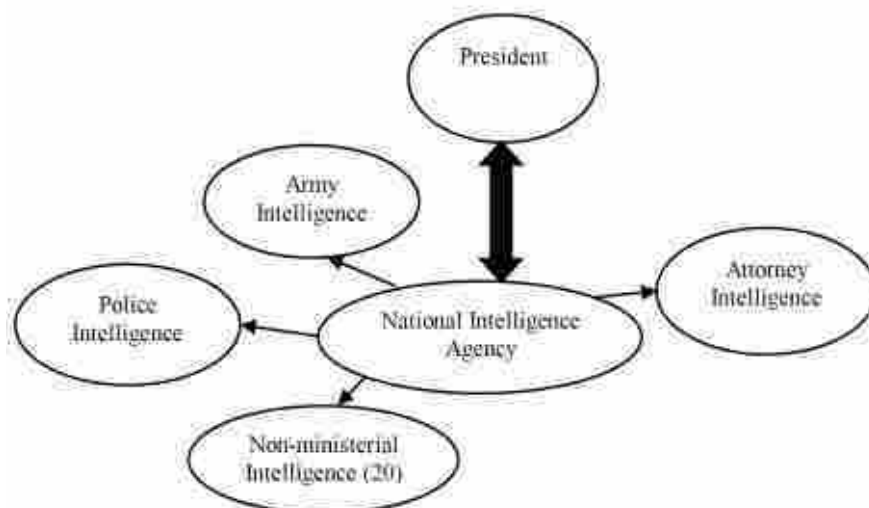 President
Army
Intelligence
Attorney
Intelligence
Police
Intelligence
National Intelligence
Agency
Non-ministerial
Intelligence (20)